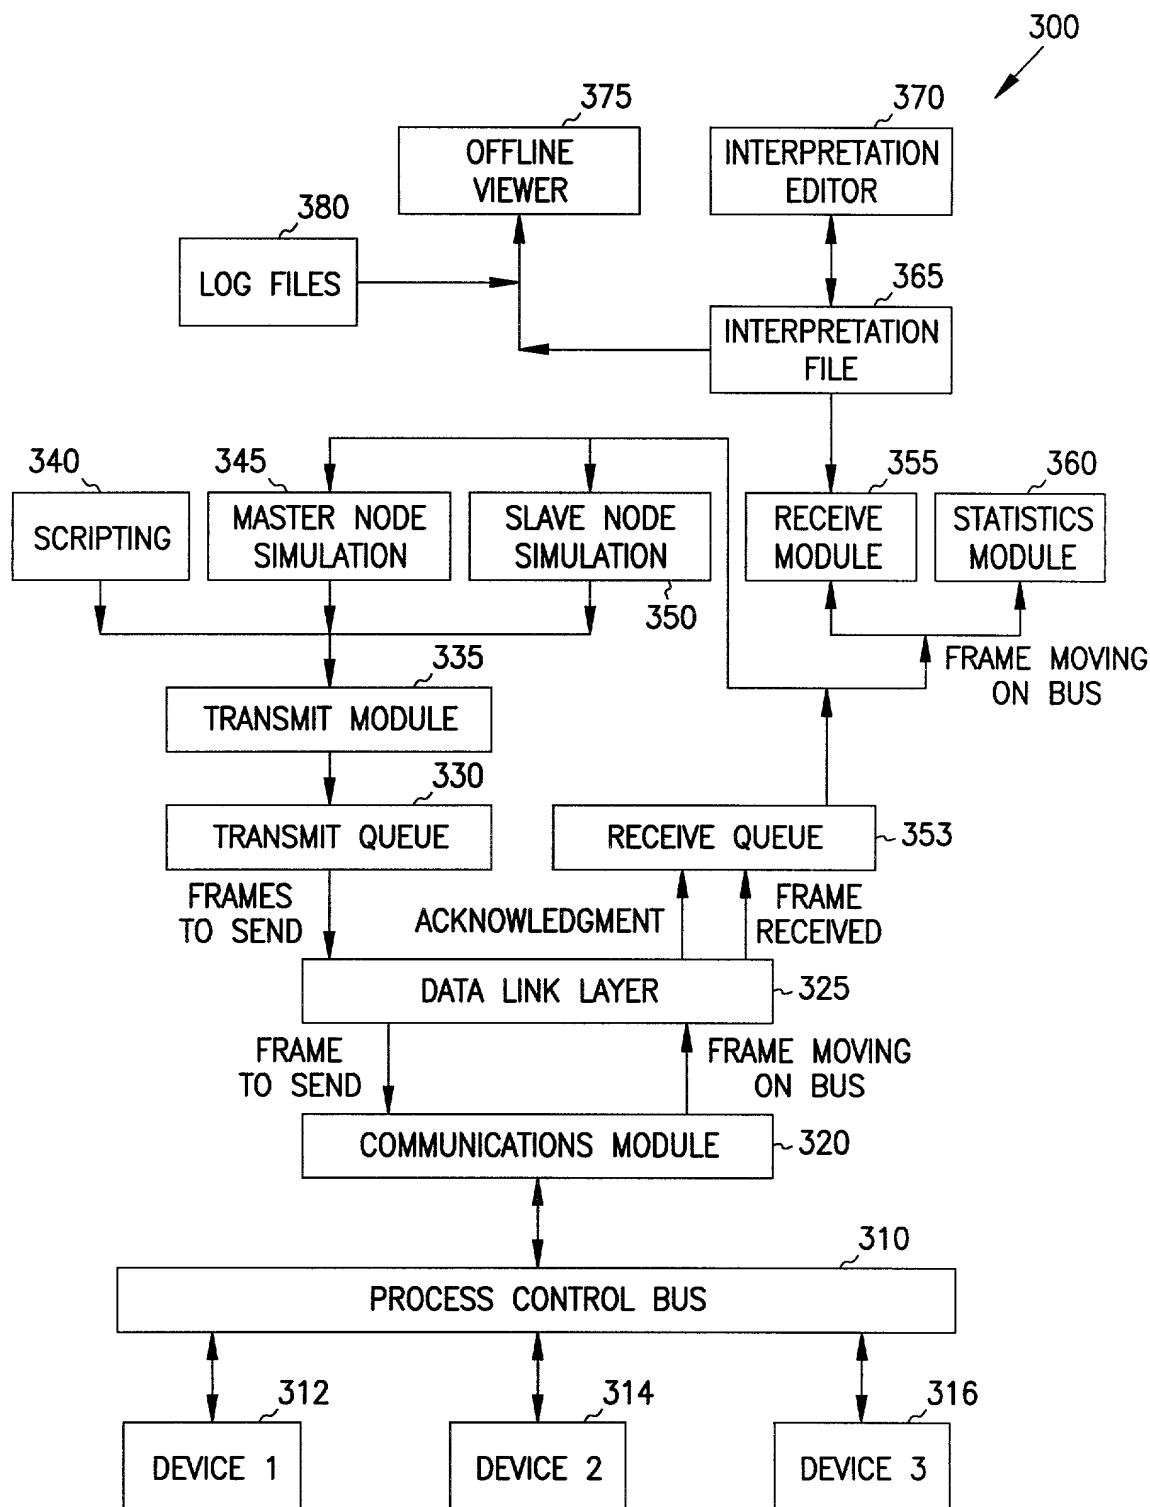 300
375
370
OFFLINE
VIEWER
INTERPRETATION
EDITOR
380
LOG FILES
365
INTERPRETATION
FILE
340
345
355
360
SCRIPTING
MASTER NODE
SIMULATION
SLAVE NODE
SIMULATION
350
RECEIVE
MODULE
STATISTICS
MODULE
FRAME MOVING
ON BUS
335
TRANSMIT MODULE
330
TRANSMIT QUEUE
RECEIVE QUEUE
353
FRAMES
TO SEND
ACKNOWLEDGMENT
FRAME
RECEIVED
DATA LINK LAYER
325
FRAME
TO SEND
FRAME MOVING
ON BUS
COMMUNICATIONS MODULE
320
310
PROCESS CONTROL BUS
312
314
316
DEVICE 1
DEVICE 2
DEVICE 3